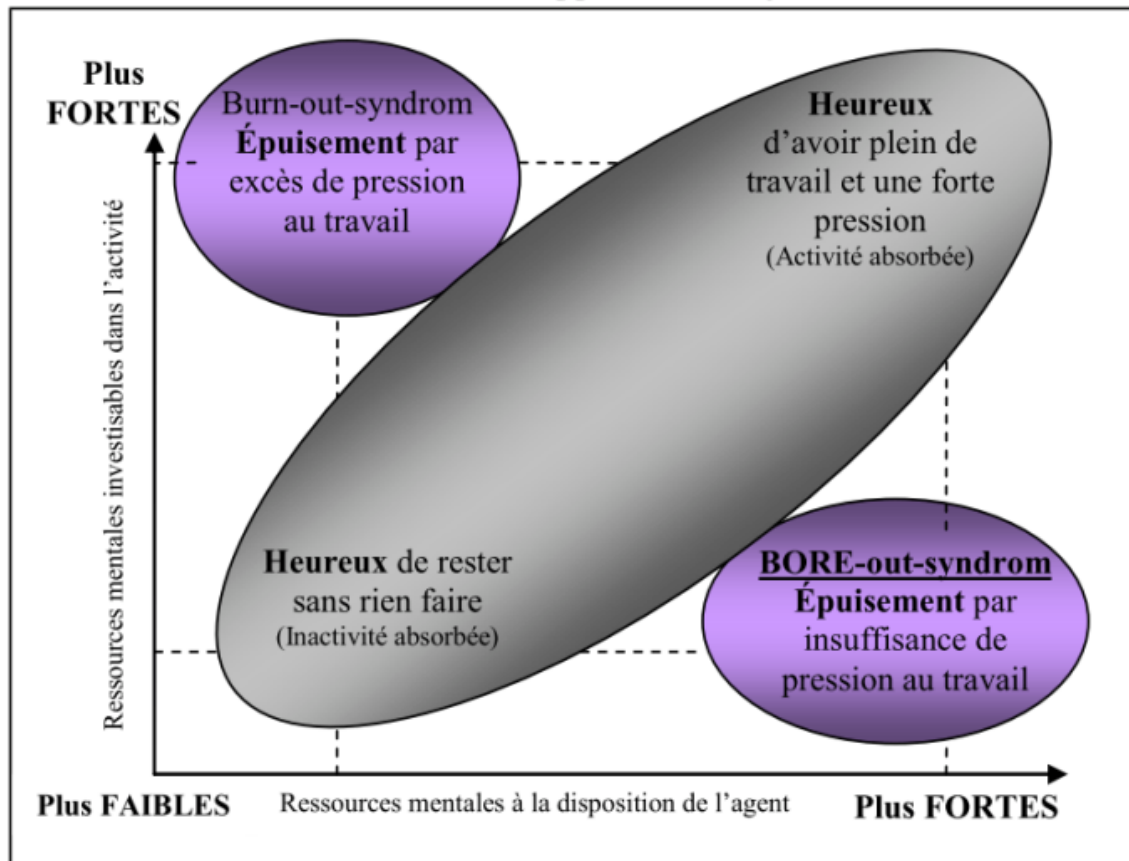 Plus
FORTES
Burn-out-syndrom
Épuisement par
excès de pression
au travail
Heureux
d'avoir plein de
travail et une forte
pression
(Activité absorbée)
Ressources mentales investisables dans l'activité
Heureux de rester
sans rien faire
(Inactivité absorbée)
BORE-out-syndrom
Épuisement par
insuffisance de
pression au travail
Plus FAIBLES
Ressources mentales à la disposition de l'agent
Plus FORTES